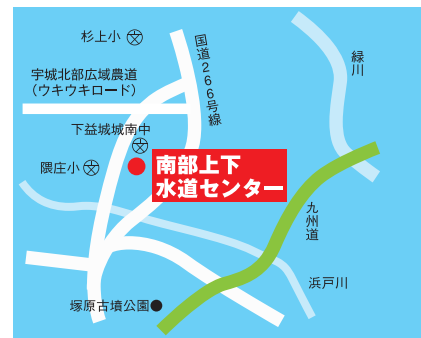 杉上小
国道266号線
緑川
宇城北部広域農道
（ウキウキロード）
下益城城南中
隈庄小
南部上下
水道センター
九州道
浜戸川
塚原古墳公園